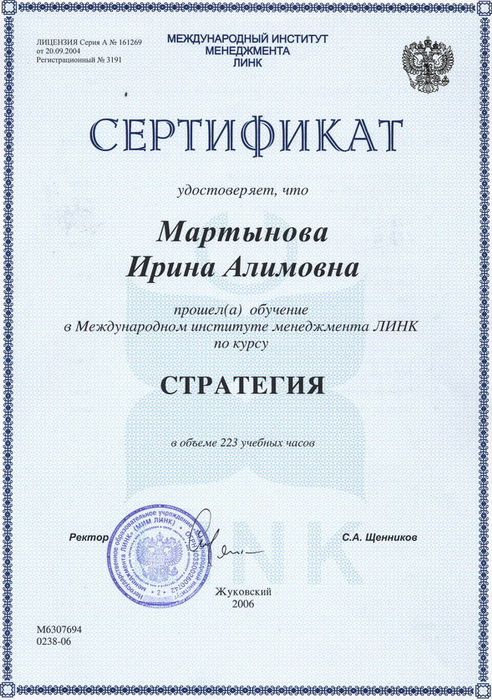 ЛИЦЕНЗИЯ Серия А № 161269
от 20.09.2004
Регистрационный № 3191
МЕЖДУНАРОДНЫЙ ИНСТИТУТ
МЕНЕДЖМЕНТА
ЛИНК
СЕРТИФИКАТ
удостоверяет, что
Мартынова
Ирина Алимовна
прошел(а) обучение
в Международном институте менеджмента ЛИНК
по курсу
СТРАТЕГИЯ
в объеме 223 учебных часов
Ректор
С.А. Щенников
Жуковский
2006
М6307694
0238-06